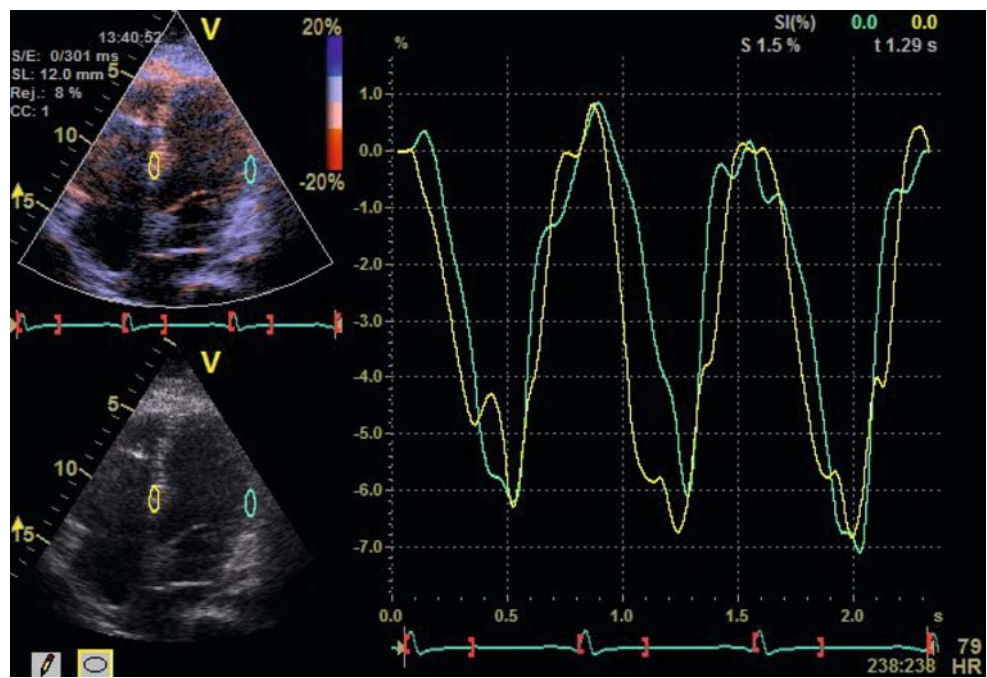 13:40:52
V
20%
S/E: 0/301 ms
SL: 12.0 mm
Rej.: 8 %
CC: 1
5
10
15
-20%
V
5
10
15
SI(%) 0.0 0.0
S 1.5 % t 1.29 s
%
1.0
0.0
-1.0
-2.0
-3.0
-4.0
-5.0
-6.0
-7.0
0.0 0.5 1.0 1.5 2.0 s
79
238:238 HR